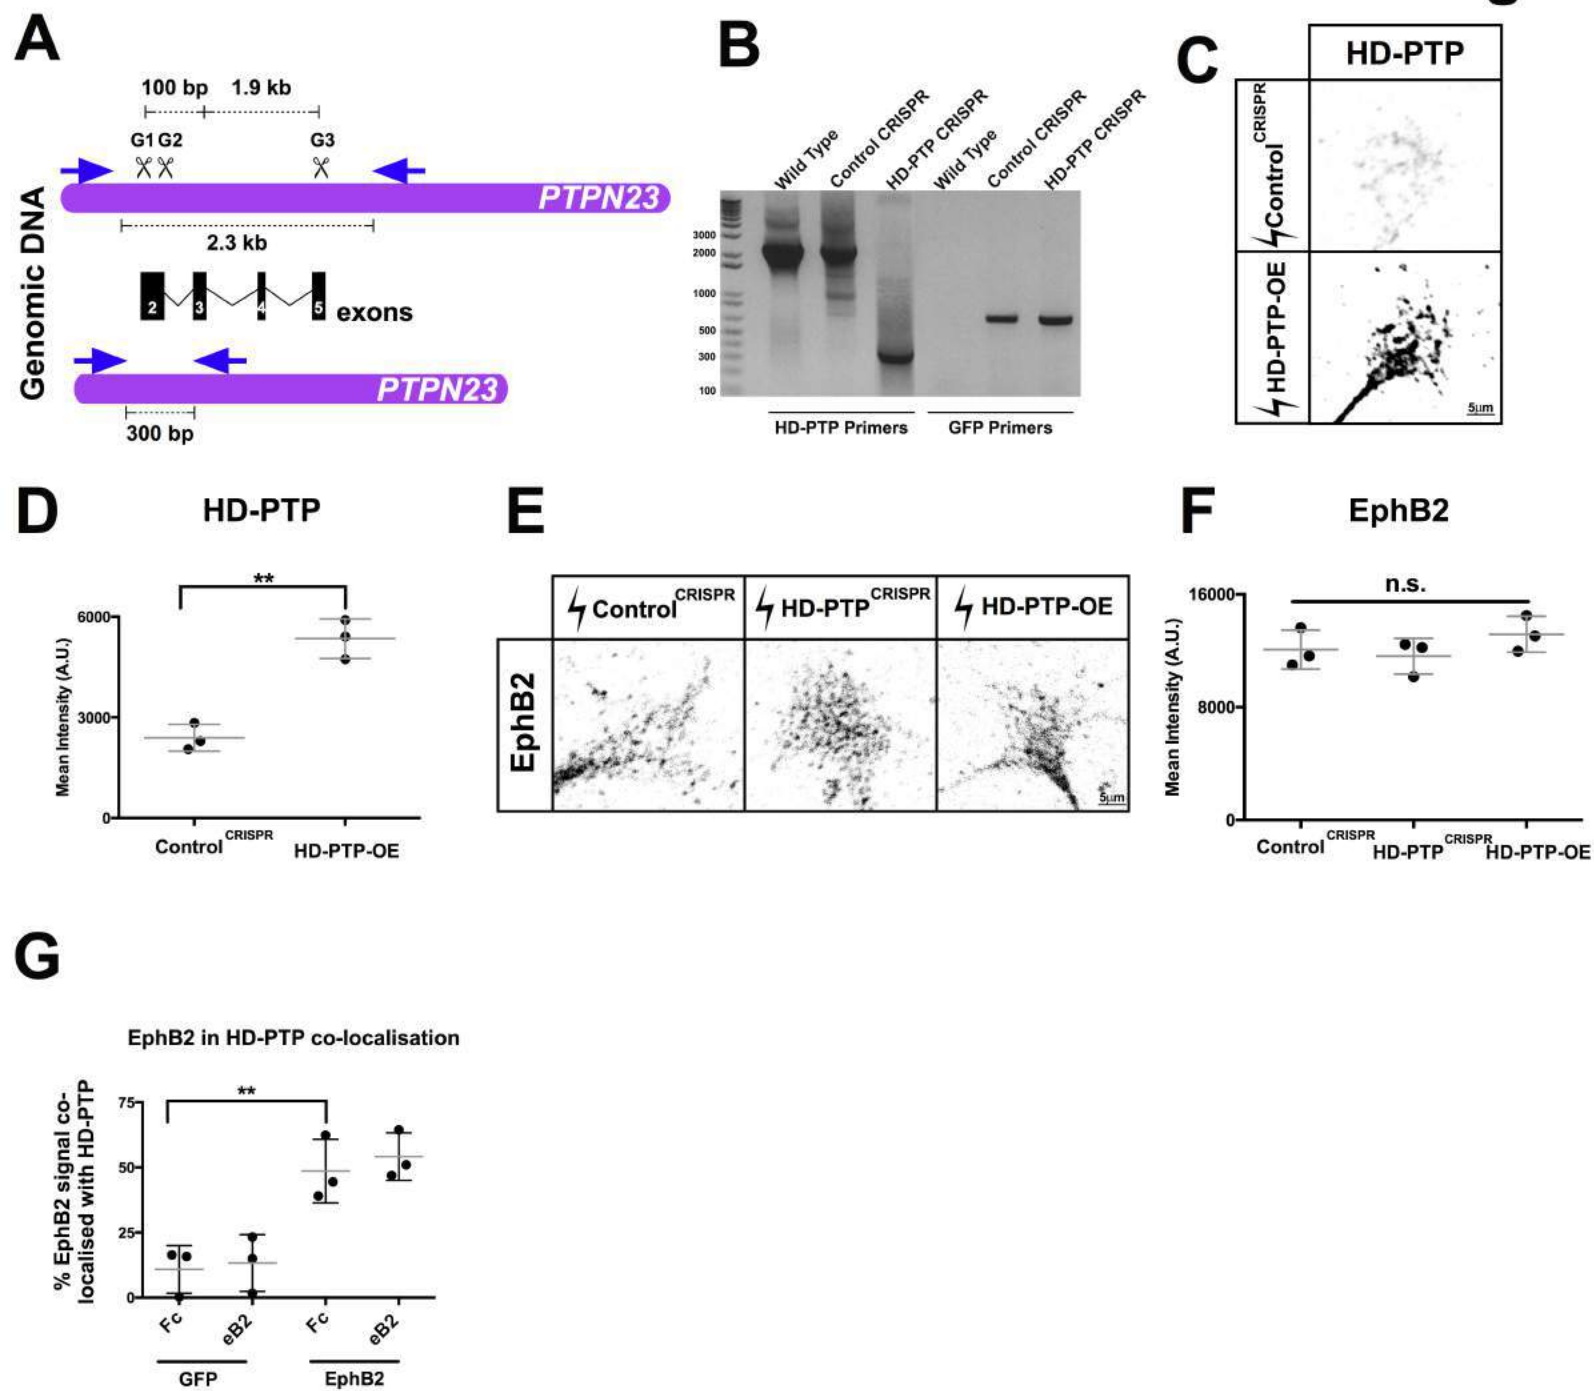 A
100 bp
1.9 kb
G1 G2
G3
PTPN23
2.3 kb
2
3
4
5
exons
PTPN23
300 bp
Genomic DNA
B
Wild Type
Control CRISPR
HD-PTP CRISPR
Wild Type
Control CRISPR
HD-PTP CRISPR
3000
2000
1000
500
300
100
HD-PTP Primers
GFP Primers
C
HD-PTP
Control CRISPR
HD-PTP-OE
5μm
D
HD-PTP
**
Mean Intensity (A.U.)
6000
3000
0
Control CRISPR
HD-PTP-OE
E
Control CRISPR
HD-PTP CRISPR
HD-PTP-OE
EphB2
5μm
F
EphB2
n.s.
Mean Intensity (A.U.)
16000
8000
0
Control CRISPR
HD-PTP CRISPR
HD-PTP-OE
G
EphB2 in HD-PTP co-localisation
**
% EphB2 signal co-
localised with HD-PTP
75
50
25
0
Fc
eB2
Fc
eB2
GFP
EphB2